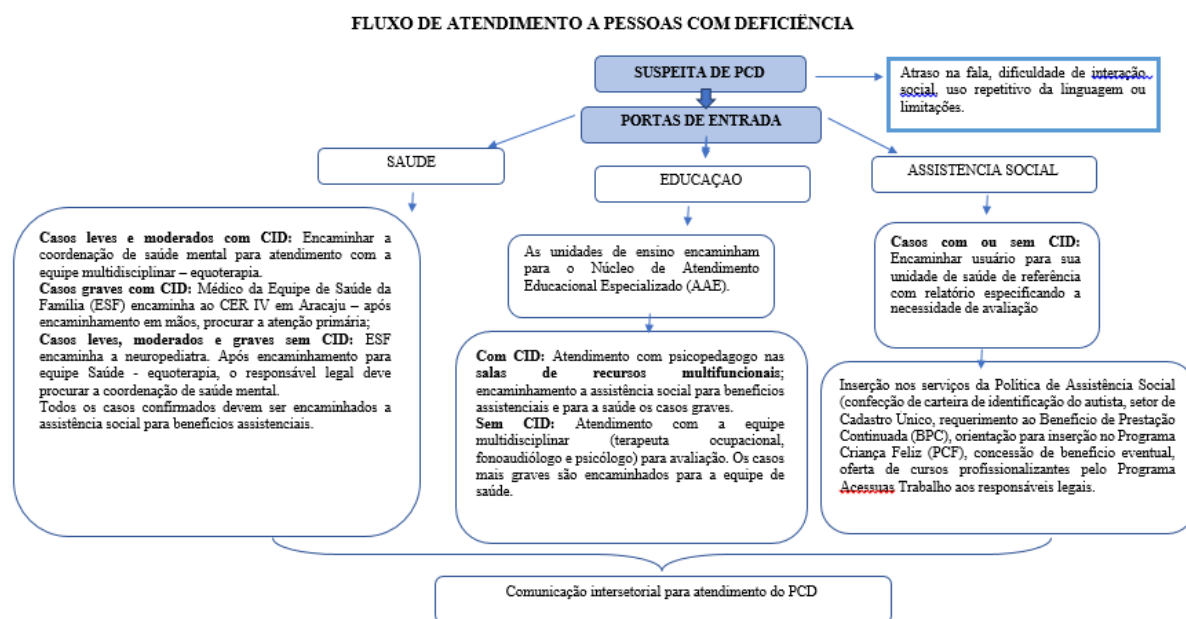 FLUXO DE ATENDIMENTO A PESSOAS COM DEFICIÊNCIA
SUSPEITA DE PCD
Atraso na fala, dificuldade de interação
social, uso repetitivo da linguagem ou
limitações.
PORTAS DE ENTRADA
SAUDE
EDUCAÇAO
ASSISTENCIA SOCIAL
Casos leves e moderados com CID: Encaminhar a
coordenação de saúde mental para atendimento com a
equipe multidisciplinar – equoterapia.
Casos graves com CID: Médico da Equipe de Saúde da
Família (ESF) encaminha ao CER IV em Aracaju – após
encaminhamento em mãos, procurar a atenção primária;
Casos leves, moderados e graves sem CID: ESF
encaminha a neuropediatra. Após encaminhamento para
equipe Saúde - equoterapia, o responsável legal deve
procurar a coordenação de saúde mental.
Todos os casos confirmados devem ser encaminhados a
assistência social para benefícios assistenciais.
As unidades de ensino encaminham
para o Núcleo de Atendimento
Educacional Especializado (AAE).
Com CID: Atendimento com psicopedagogo nas
salas de recursos multifuncionais;
encaminhamento a assistência social para benefícios
assistenciais e para a saúde os casos graves.
Sem CID: Atendimento com a equipe
multidisciplinar (terapeuta ocupacional,
fonoaudiólogo e psicólogo) para avaliação. Os casos
mais graves são encaminhados para a equipe de
saúde.
Casos com ou sem CID:
Encaminhar usuário para sua
unidade de saúde de referência
com relatório especificando a
necessidade de avaliação
Inserção nos serviços da Política de Assistência Social
(confecção de carteira de identificação do autista, setor de
Cadastro Único, requerimento ao Beneficio de Prestação
Continuada (BPC), orientação para inserção no Programa
Criança Feliz (PCF), concessão de beneficio eventual,
oferta de cursos profissionalizantes pelo Programa
Acessuas Trabalho aos responsáveis legais.
Comunicação intersetorial para atendimento do PCD